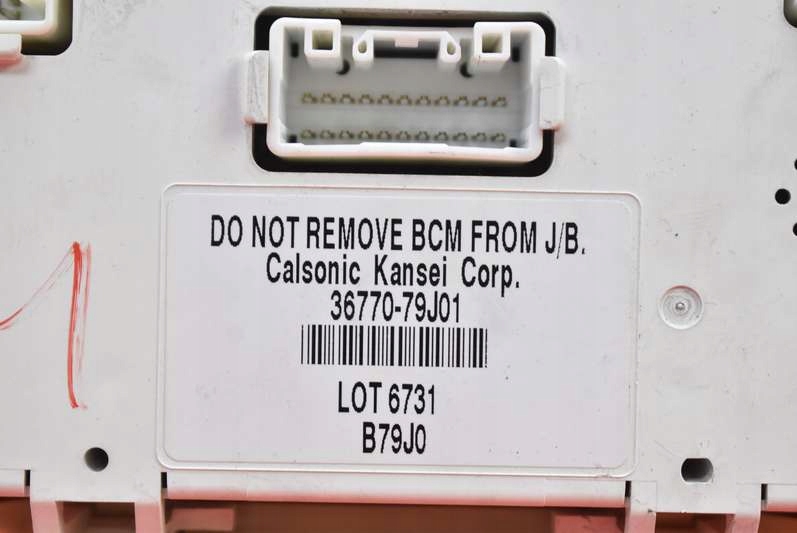 DO NOT REMOVE BCM FROM J/B.
Calsonic Kansei Corp.
36770-79J01
LOT 6731
B79J0